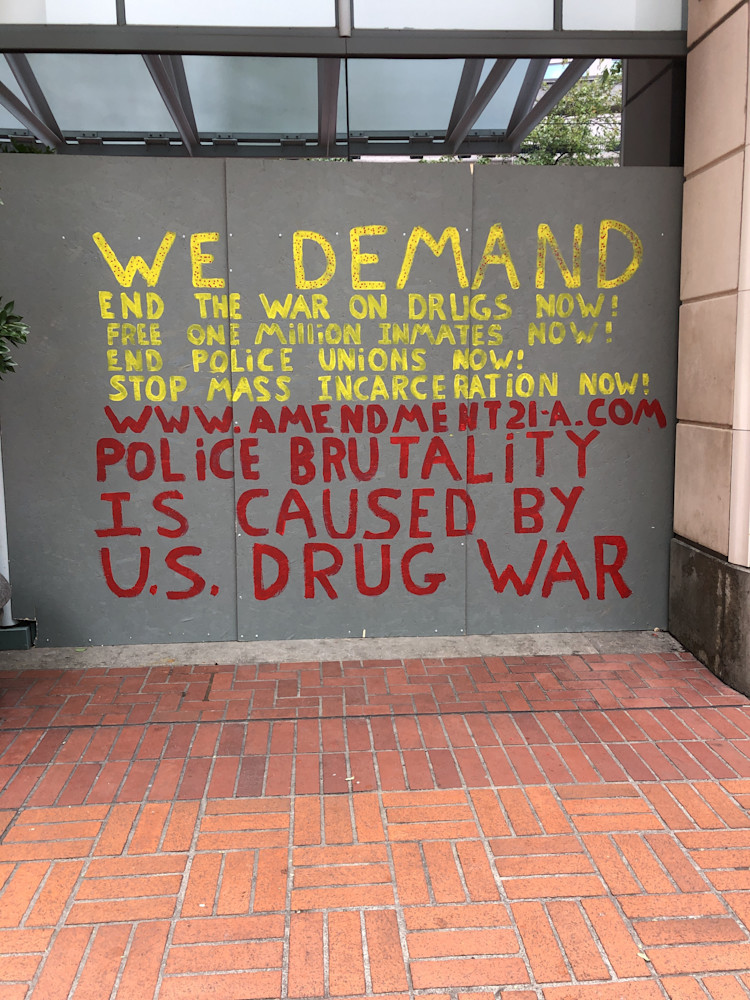 WE DEMAND
END THE WAR ON DRUGS NOW!
FREE ONE MILLION INMATES NOW!
END POLICE UNIONS NOW!
STOP MASS INCARCERATION NOW!
WWW.AMENDMENT21-A.COM
POLICE BRUTALITY
IS CAUSED BY
U.S. DRUG WAR